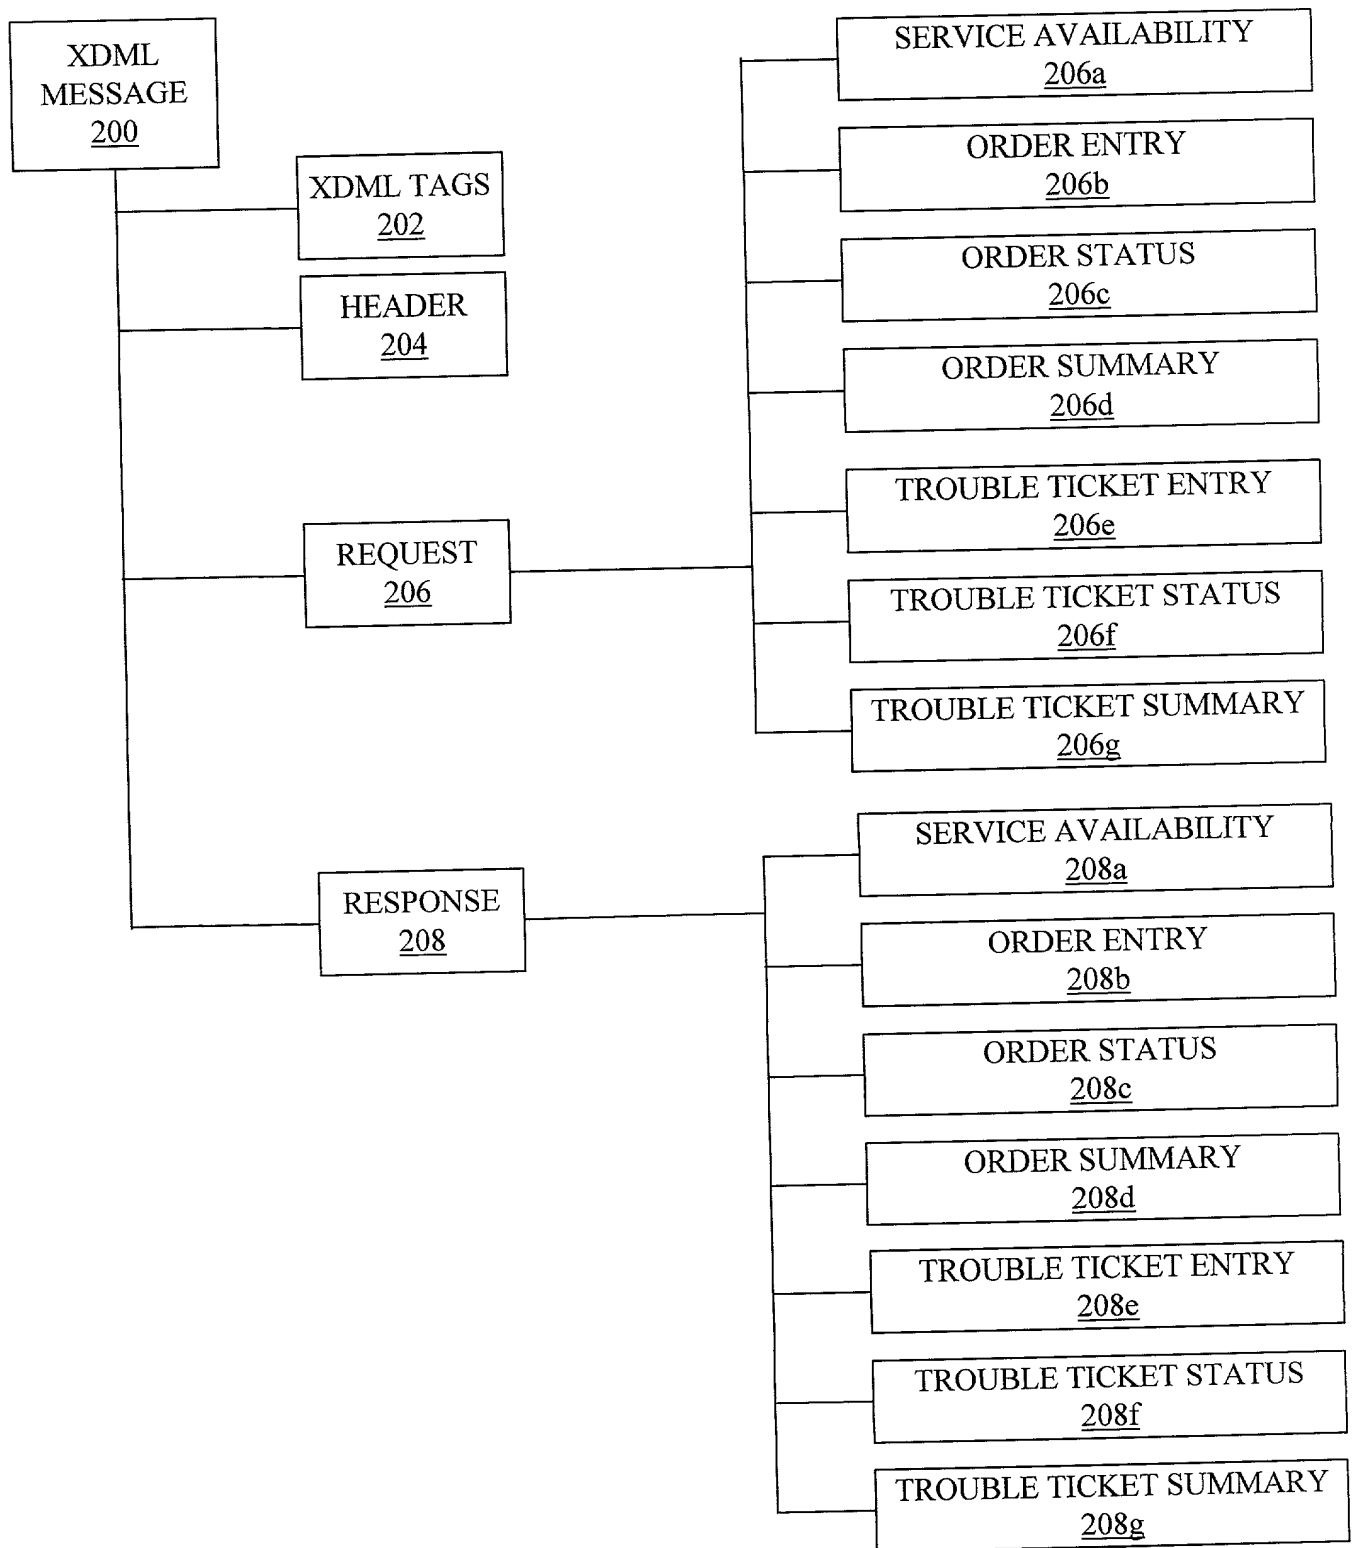 XDML
MESSAGE
200
XDML TAGS
202
HEADER
204
REQUEST
206
SERVICE AVAILABILITY
206a
ORDER ENTRY
206b
ORDER STATUS
206c
ORDER SUMMARY
206d
TROUBLE TICKET ENTRY
206e
TROUBLE TICKET STATUS
206f
TROUBLE TICKET SUMMARY
206g
RESPONSE
208
SERVICE AVAILABILITY
208a
ORDER ENTRY
208b
ORDER STATUS
208c
ORDER SUMMARY
208d
TROUBLE TICKET ENTRY
208e
TROUBLE TICKET STATUS
208f
TROUBLE TICKET SUMMARY
208g